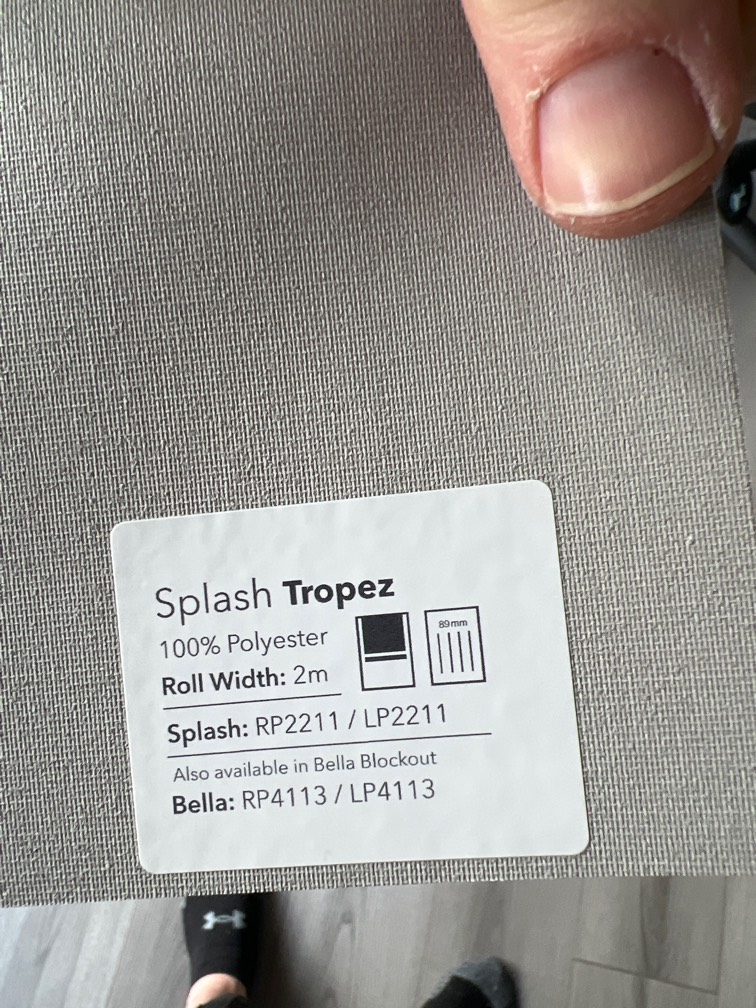 Splash Tropez
100% Polyester
Roll Width: 2m
89mm
Splash: RP2211 / LP2211
Also available in Bella Blockout
Bella: RP4113 / LP4113